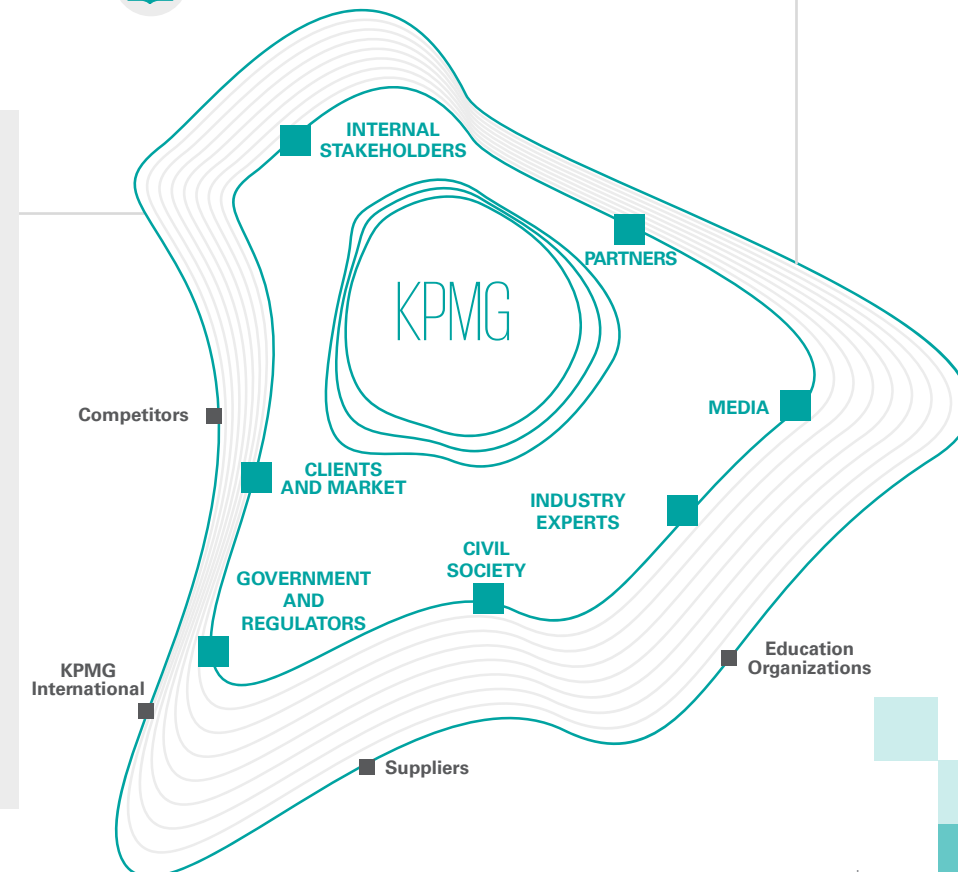 INTERNAL
STAKEHOLDERS
PARTNERS
KPMG
MEDIA
Competitors
CLIENTS
AND MARKET
INDUSTRY
EXPERTS
CIVIL
SOCIETY
GOVERNMENT
AND
REGULATORS
Education
Organizations
KPMG
International
Suppliers